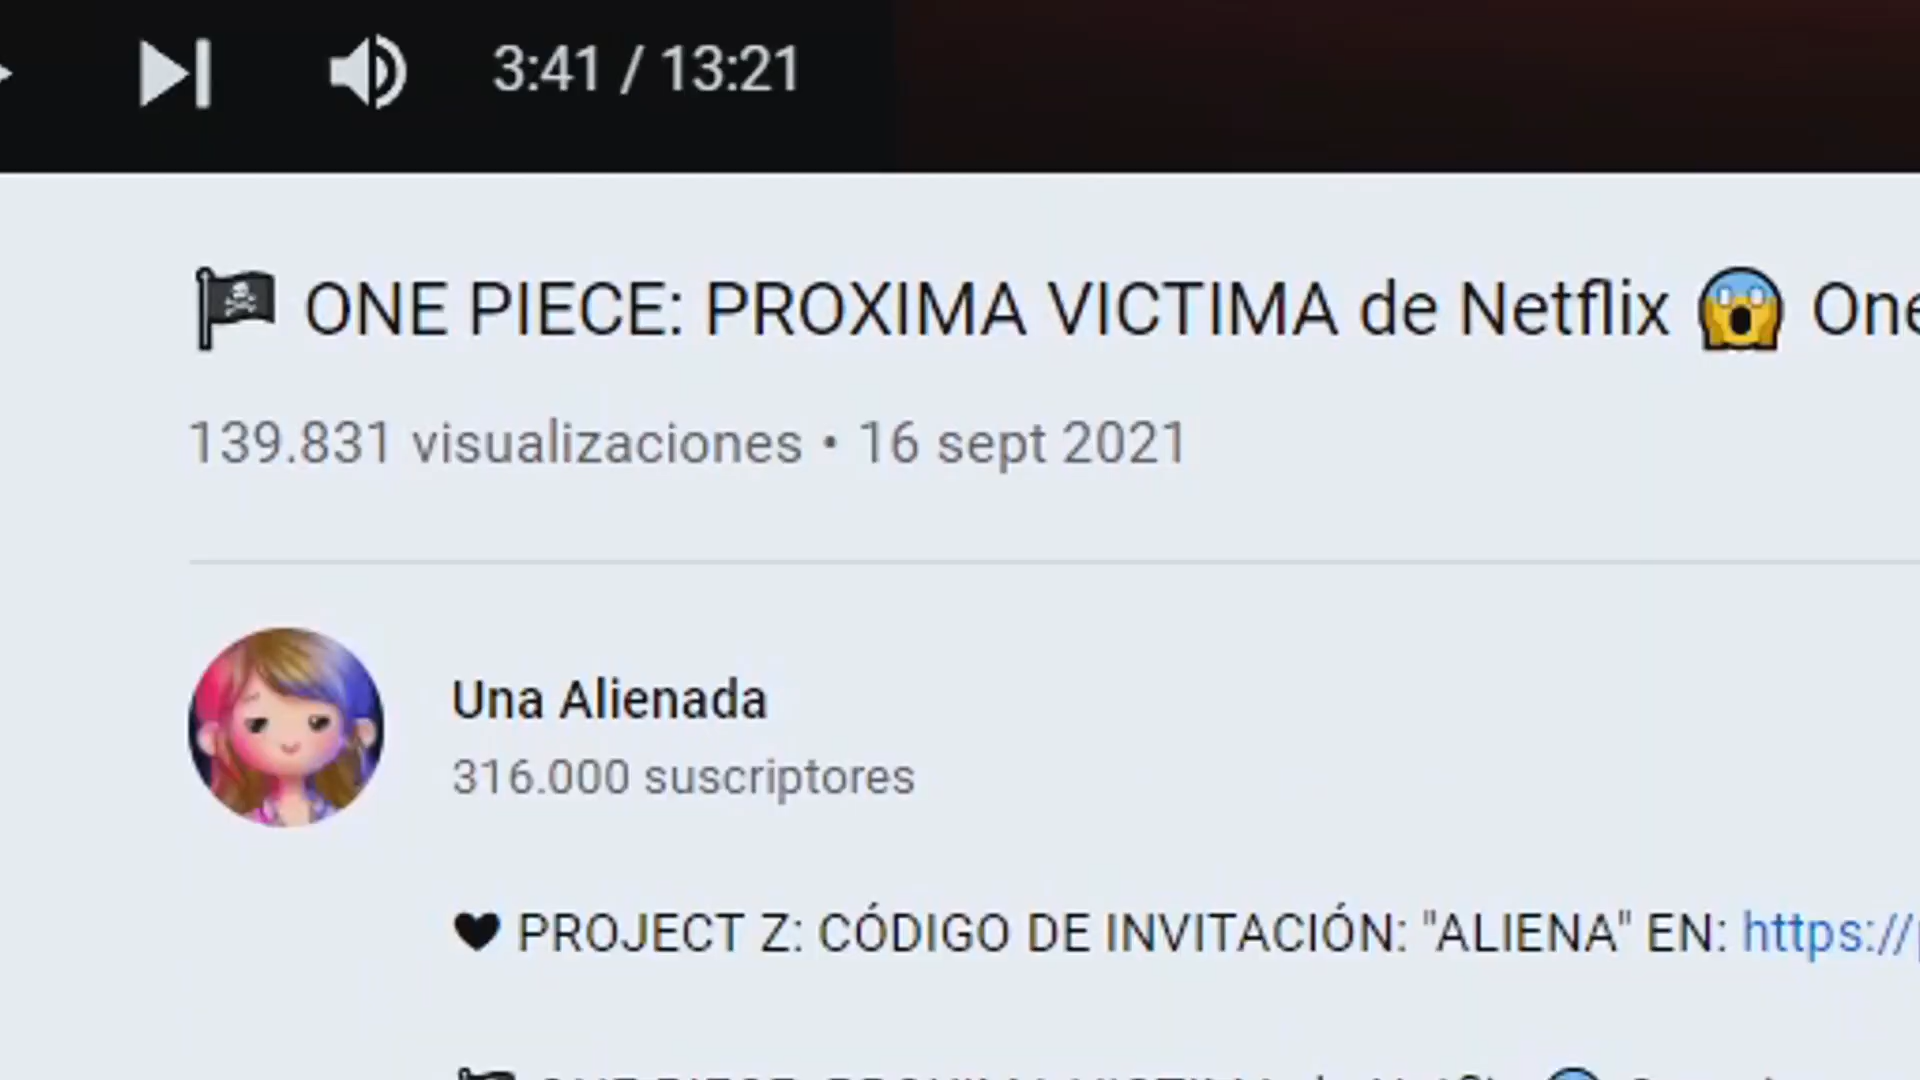 3:41 / 13:21
🏴‍☠️ ONE PIECE: PROXIMA VICTIMA de Netflix 😱 One
139.831 visualizaciones • 16 sept 2021
Una Alienada
316.000 suscriptores
🖤 PROJECT Z: CÓDIGO DE INVITACIÓN: "ALIENA" EN: https://